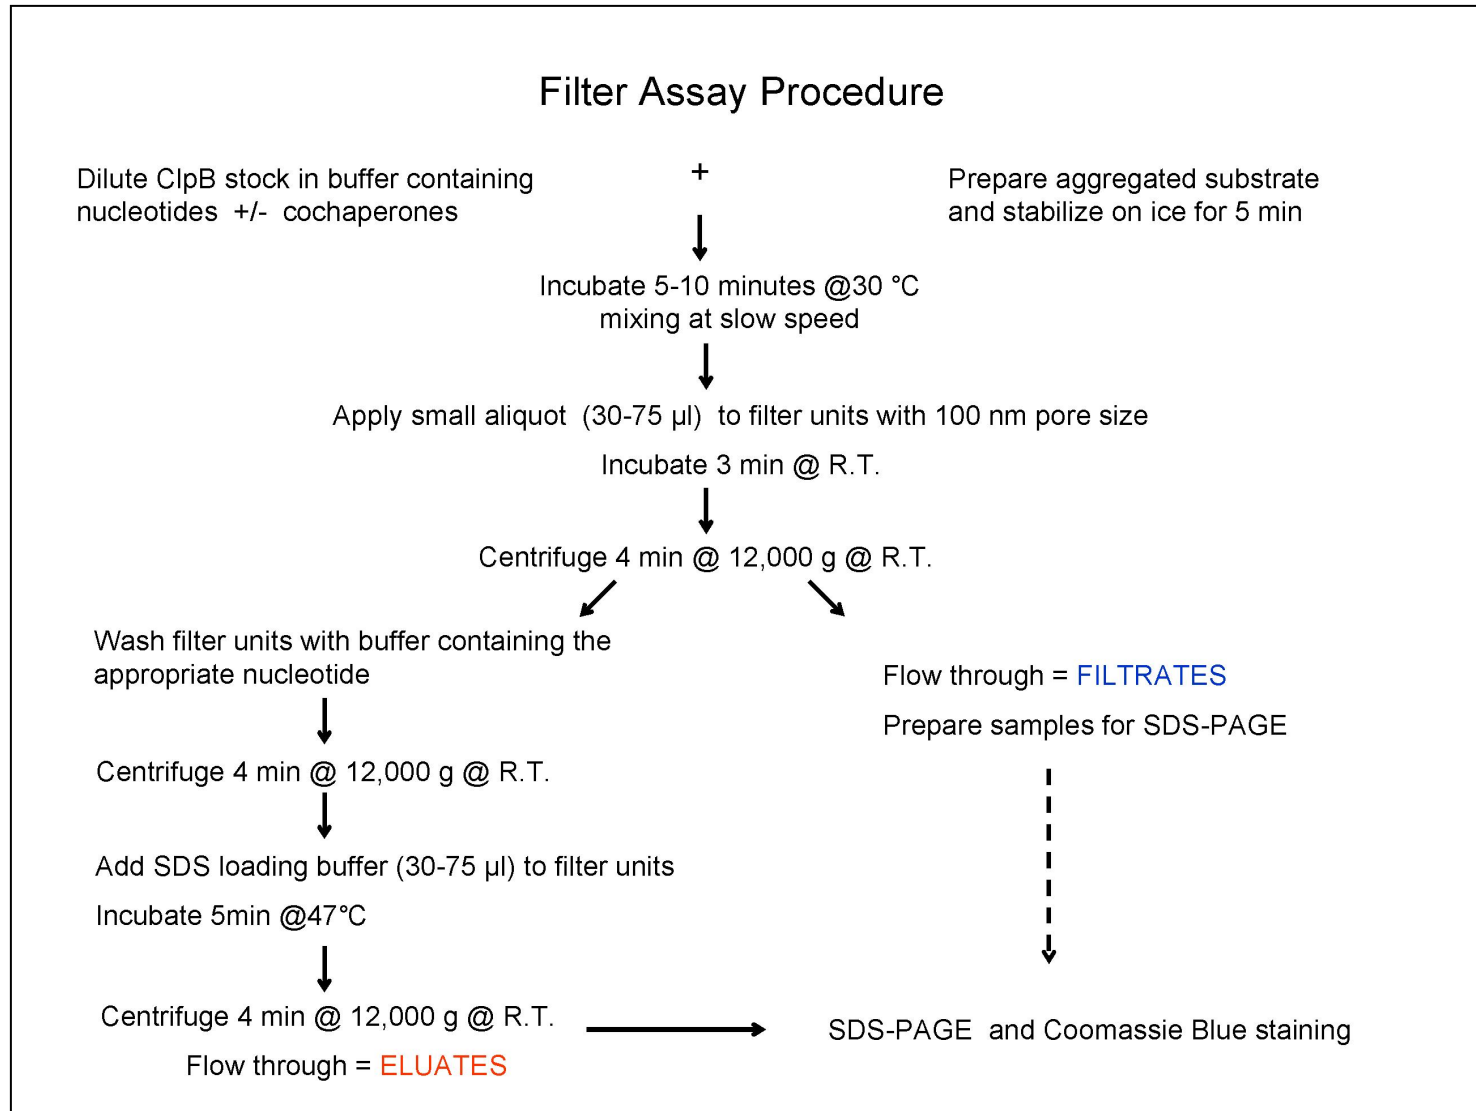 Filter Assay Procedure
Dilute ClpB stock in buffer containing
nucleotides +/- cochaperones
+
Prepare aggregated substrate
and stabilize on ice for 5 min
Incubate 5-10 minutes @30 °C
mixing at slow speed
Apply small aliquot (30-75 µl) to filter units with 100 nm pore size
Incubate 3 min @ R.T.
Centrifuge 4 min @ 12,000 g @ R.T.
Wash filter units with buffer containing the
appropriate nucleotide
Centrifuge 4 min @ 12,000 g @ R.T.
Add SDS loading buffer (30-75 µl) to filter units
Incubate 5min @47°C
Centrifuge 4 min @ 12,000 g @ R.T.
Flow through = ELUATES
Flow through = FILTRATES
Prepare samples for SDS-PAGE
SDS-PAGE and Coomassie Blue staining